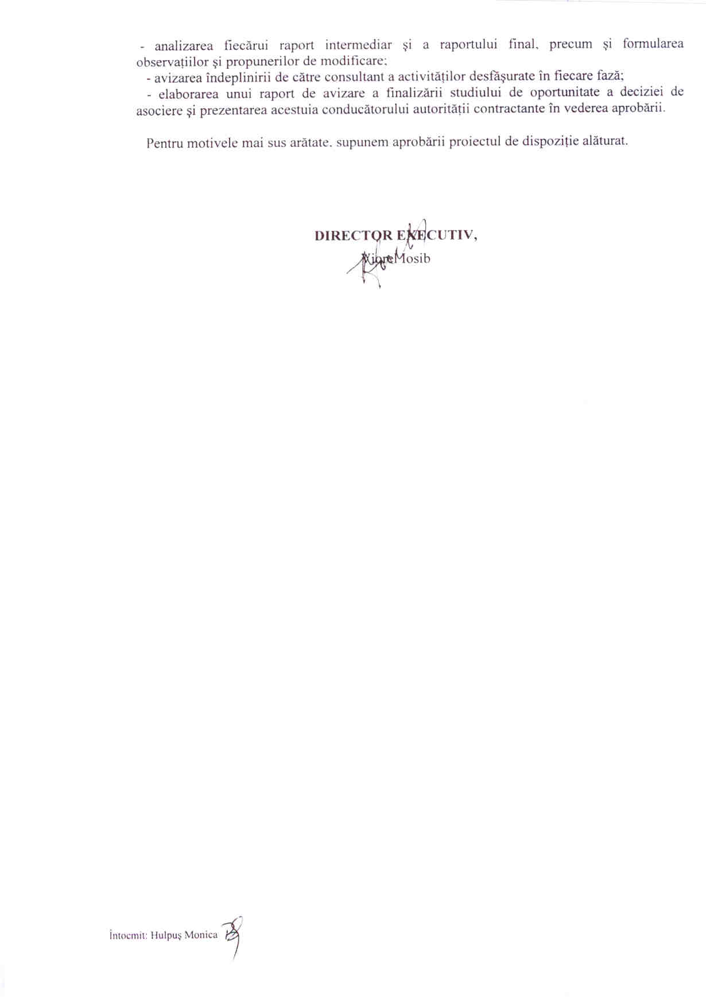 - analizarea fiecărui raport intermediar şi a raportului final, precum şi formularea
observaţiilor şi propunerilor de modificare;
- avizarea îndeplinirii de către consultant a activităţilor desfăşurate în fiecare fază;
- elaborarea unui raport de avizare a finalizării studiului de oportunitate a deciziei de
asociere şi prezentarea acestuia conducătorului autorităţii contractante în vederea aprobării.
Pentru motivele mai sus arătate, supunem aprobării proiectul de dispoziţie alăturat.
DIRECTOR EXECUTIV,
Mosib
Întocmit: Hulpuş Monica